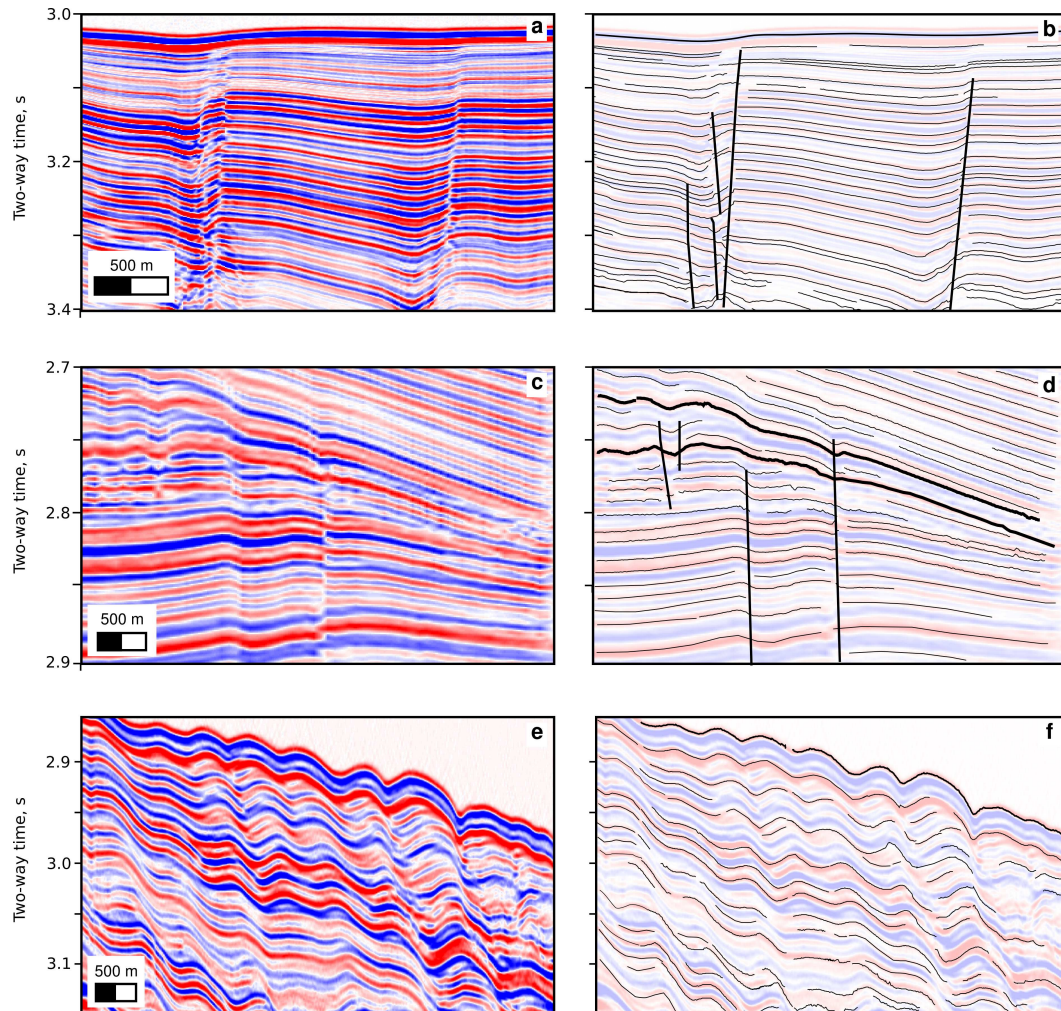 3.0
a
b
Two-way time, s
3.2
500 m
3.4
2.7
c
d
Two-way time, s
2.8
500 m
2.9
e
f
2.9
Two-way time, s
3.0
500 m
3.1